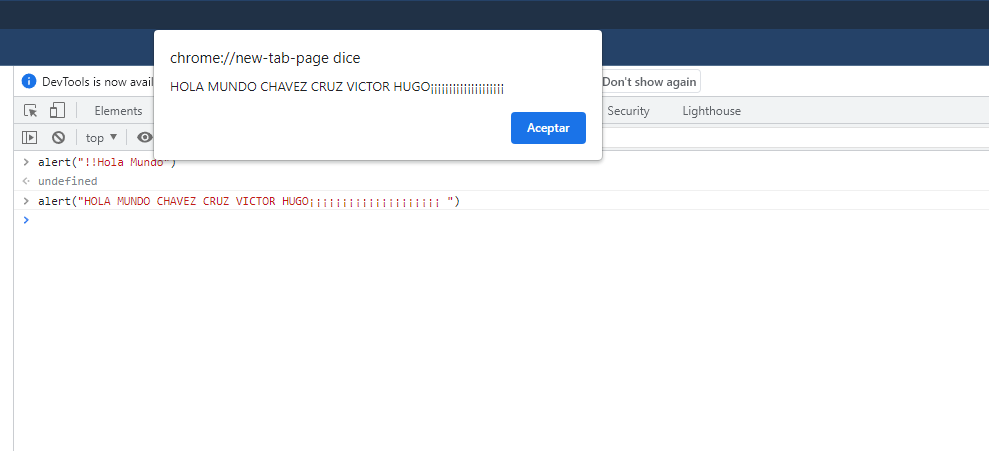 chrome://new-tab-page dice
HOLA MUNDO CHAVEZ CRUZ VICTOR HUGO¡¡¡¡¡¡¡¡¡¡¡¡¡¡¡¡¡¡¡¡
Aceptar
DevTools is now avail
Don't show again
Elements
Security
Lighthouse
top
alert("!!Hola Mundo")
undefined
alert("HOLA MUNDO CHAVEZ CRUZ VICTOR HUGO¡¡¡¡¡¡¡¡¡¡¡¡¡¡¡¡¡¡¡¡ ")